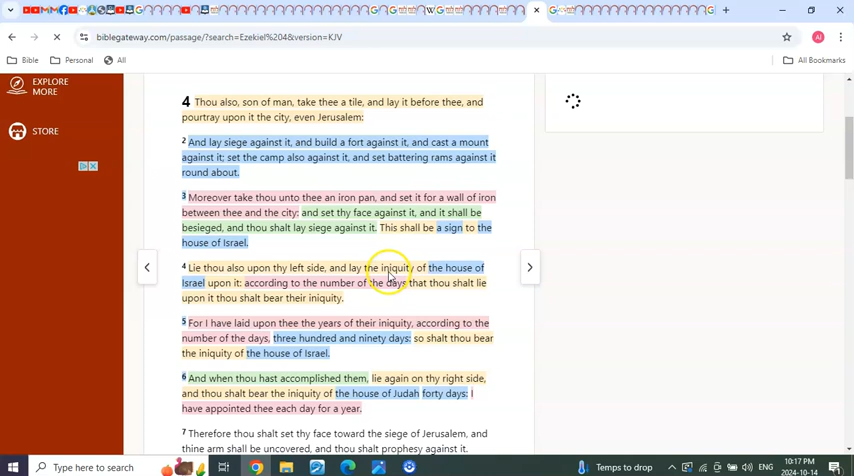 biblegateway.com/passage/?search=Ezekiel%204&version=KJV
AI
Bible
Personal
All
All Bookmarks
EXPLORE
MORE
STORE
4 Thou also, son of man, take thee a tile, and lay it before thee, and
pourtray upon it the city, even Jerusalem:
2 And lay siege against it, and build a fort against it, and cast a mount
against it; set the camp also against it, and set battering rams against it
round about.
3 Moreover take thou unto thee an iron pan, and set it for a wall of iron
between thee and the city: and set thy face against it, and it shall be
besieged, and thou shalt lay siege against it. This shall be a sign to the
house of Israel.
4 Lie thou also upon thy left side, and lay the iniquity of the house of
Israel upon it: according to the number of the days that thou shalt lie
upon it thou shalt bear their iniquity.
5 For I have laid upon thee the years of their iniquity, according to the
number of the days, three hundred and ninety days: so shalt thou bear
the iniquity of the house of Israel.
6 And when thou hast accomplished them, lie again on thy right side,
and thou shalt bear the iniquity of the house of Judah forty days: I
have appointed thee each day for a year.
7 Therefore thou shalt set thy face toward the siege of Jerusalem, and
thine arm shall be uncovered, and thou shalt prophesy against it.
Type here to search
Temps to drop
ENG
10:17 PM
2024-10-14